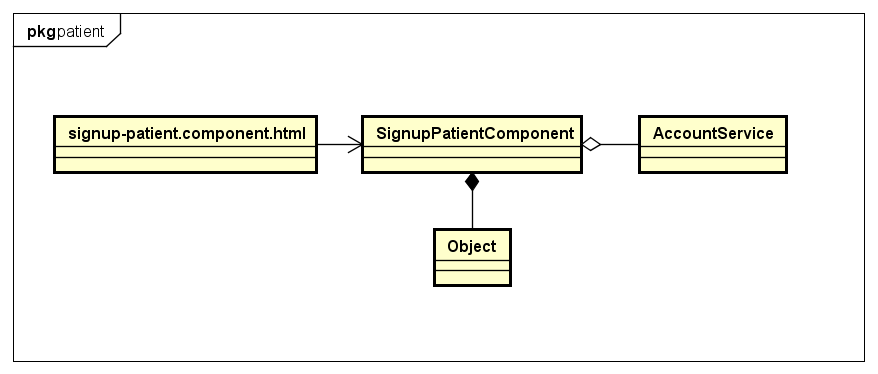 pkgpatient
signup-patient.component.html
SignupPatientComponent
AccountService
Object